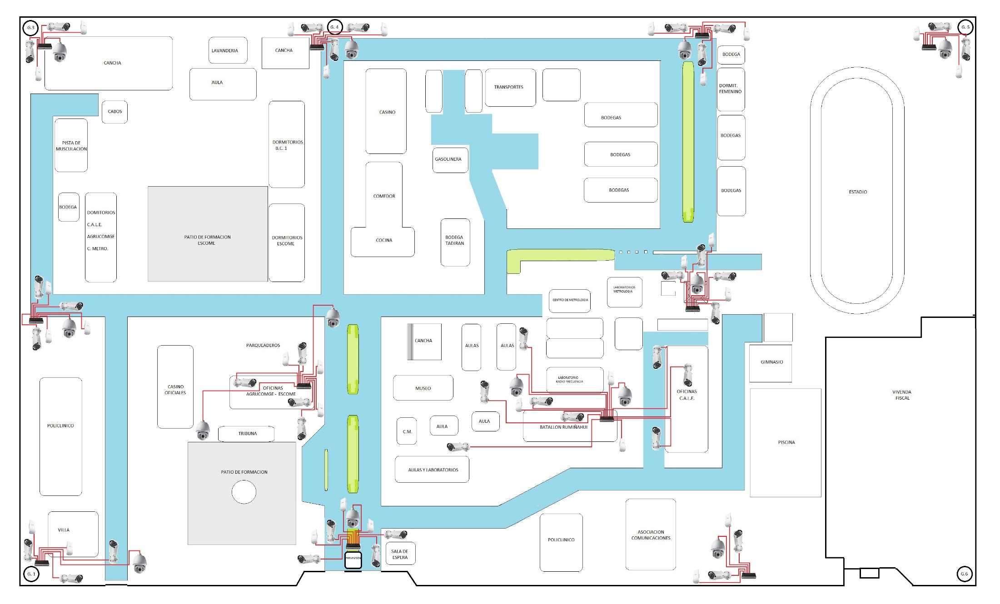 G.3
G. 4
G. 5
CANCHA
LAVANDERIA
AULA
CANCHA
CABOS
PISTA DE
MUSCULACION
BODEGA
DOMITORIOS
C.A.L.E.
AGRUCOMGE
C. METRO.
PATIO DE FORMACION
ESCOME
DORMITORIOS
B.C. 1
DORMITORIOS
ESCOME
CASINO
COMEDOR
COCINA
GASOLINERA
BODEGA
TADIRAN
TRANSPORTES
BODEGAS
BODEGAS
BODEGAS
BODEGA
DORMIT.
FEMENINO
BODEGAS
BODEGAS
ESTADIO
LABORATORIOS
METROLOGIA
CENTRO DE METROLOGIA
PARQUEADEROS
CASINO
OFICIALES
OFICINAS
AGRUCOMGE - ESCOME
TRIBUNA
PATIO DE FORMACION
POLICLINICO
VILLA
G. 1
CANCHA
AULAS
AULAS
MUSEO
LABORATORIO
RADIO FRECUENCIA
C.M.
AULA
AULA
BATALLON RUMIÑAHUI
AULAS Y LABORATORIOS
OFICINAS
C.A.L.E.
GIMNASIO
PISCINA
VIVENDA
FISCAL
PREVENCION
SALA DE
ESPERA
POLICLINICO
ASOCIACION
COMUNICACIONES
G.6